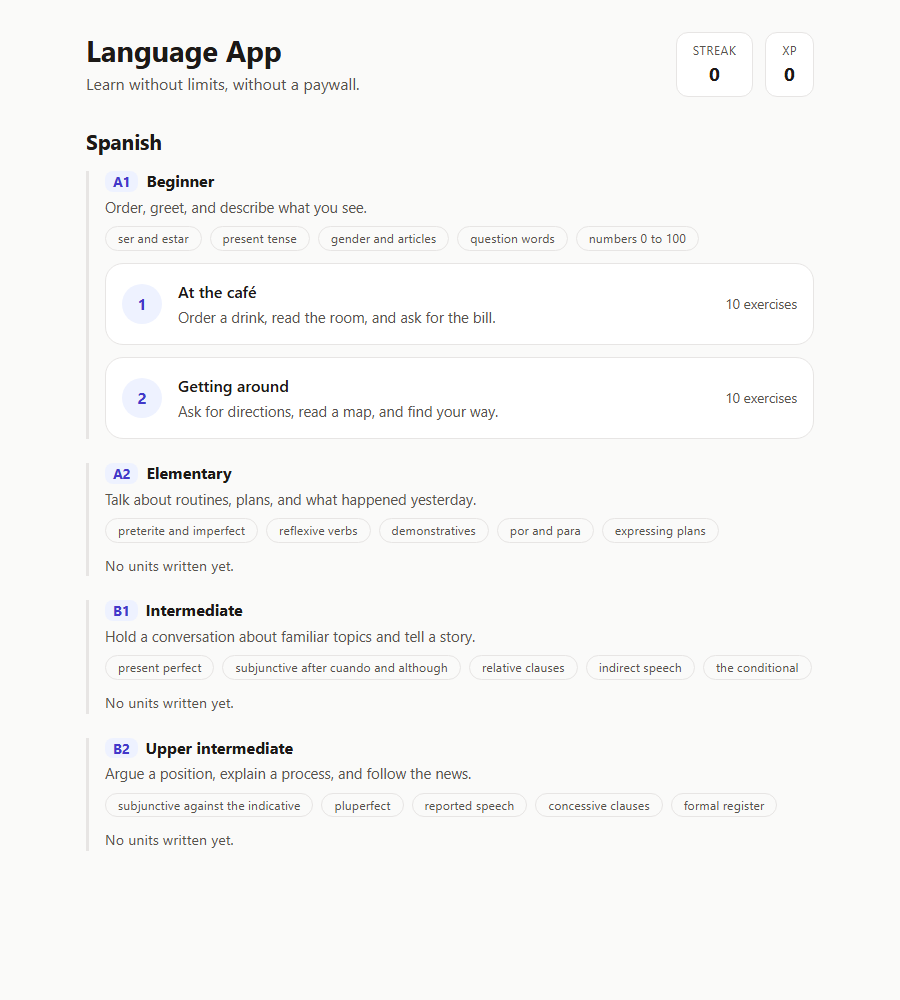 Language App
Learn without limits, without a paywall.
STREAK
0
XP
0
Spanish
A1 Beginner
Order, greet, and describe what you see.
ser and estar present tense gender and articles question words numbers 0 to 100
1
At the café
Order a drink, read the room, and ask for the bill.
10 exercises
2
Getting around
Ask for directions, read a map, and find your way.
10 exercises
A2 Elementary
Talk about routines, plans, and what happened yesterday.
preterite and imperfect reflexive verbs demonstratives por and para expressing plans
No units written yet.
B1 Intermediate
Hold a conversation about familiar topics and tell a story.
present perfect subjunctive after cuando and although relative clauses indirect speech the conditional
No units written yet.
B2 Upper intermediate
Argue a position, explain a process, and follow the news.
subjunctive against the indicative pluperfect reported speech concessive clauses formal register
No units written yet.